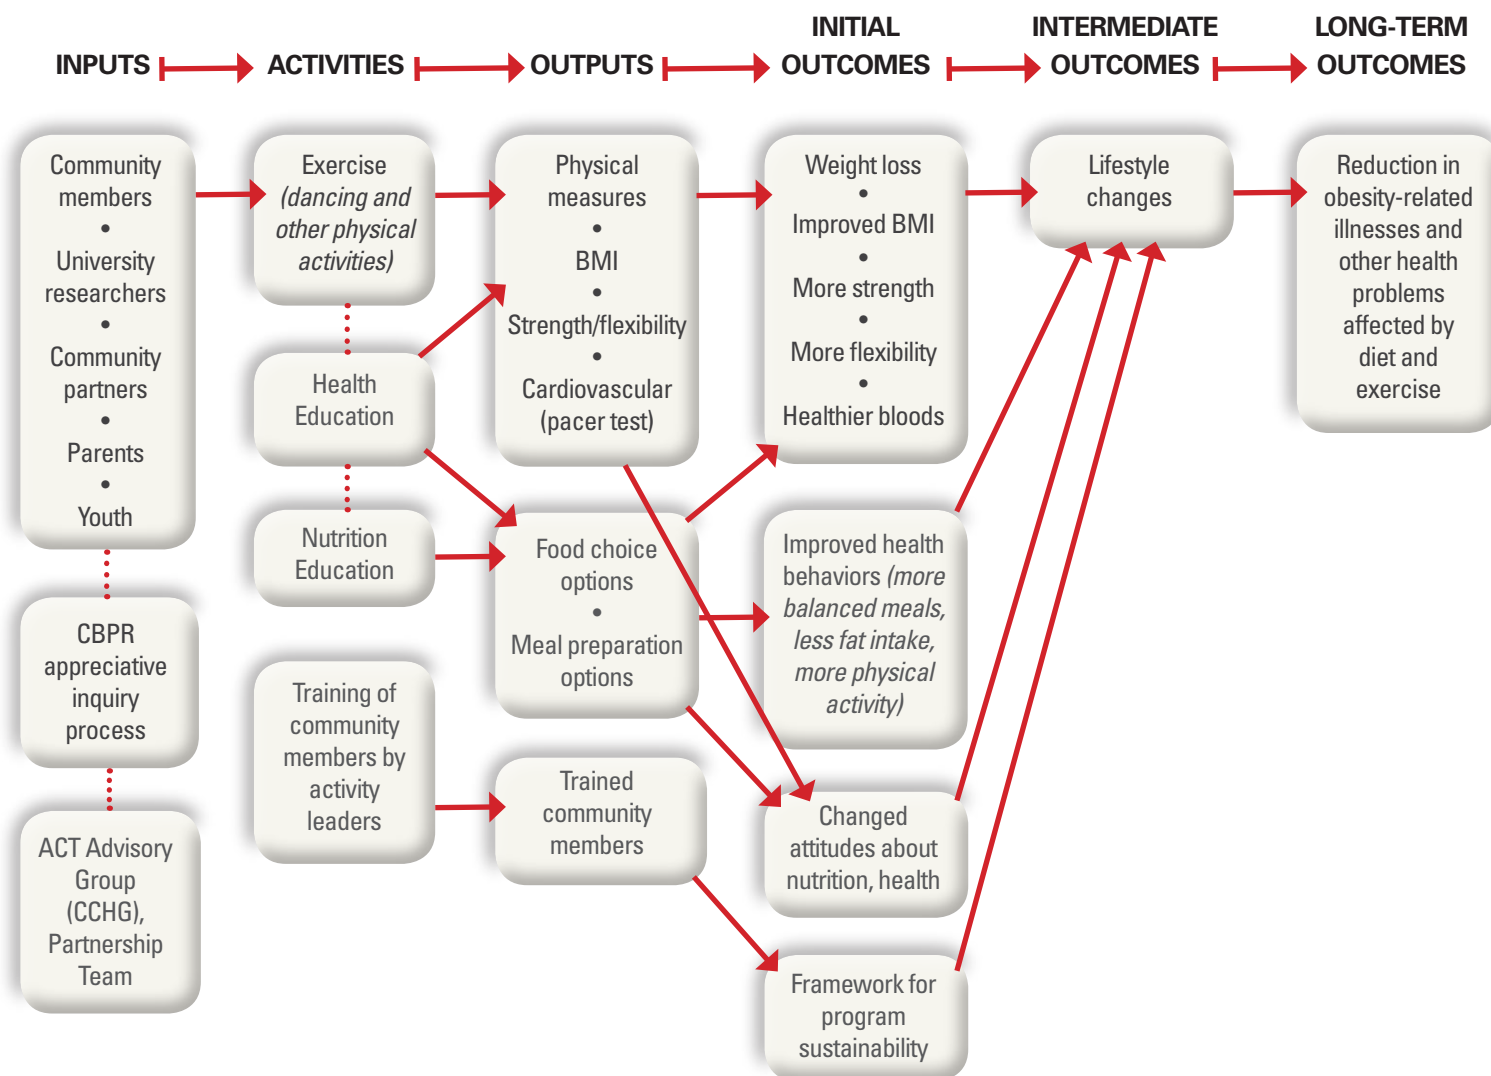 INPUTS
ACTIVITIES
OUTPUTS
INITIAL
OUTCOMES
INTERMEDIATE
OUTCOMES
LONG-TERM
OUTCOMES
Community
members
•
University
researchers
•
Community
partners
•
Parents
•
Youth
CBPR
appreciative
inquiry
process
ACT Advisory
Group
(CCHG),
Partnership
Team
Exercise
(dancing and
other physical
activities)
Health
Education
Nutrition
Education
Training of
community
members by
activity
leaders
Physical
measures
•
BMI
•
Strength/flexibility
•
Cardiovascular
(pacer test)
Food choice
options
•
Meal preparation
options
Trained
community
members
Weight loss
•
Improved BMI
•
More strength
•
More flexibility
•
Healthier bloods
Improved health
behaviors (more
balanced meals,
less fat intake,
more physical
activity)
Changed
attitudes about
nutrition, health
Framework for
program
sustainability
Lifestyle
changes
Reduction in
obesity-related
illnesses and
other health
problems
affected by
diet and
exercise